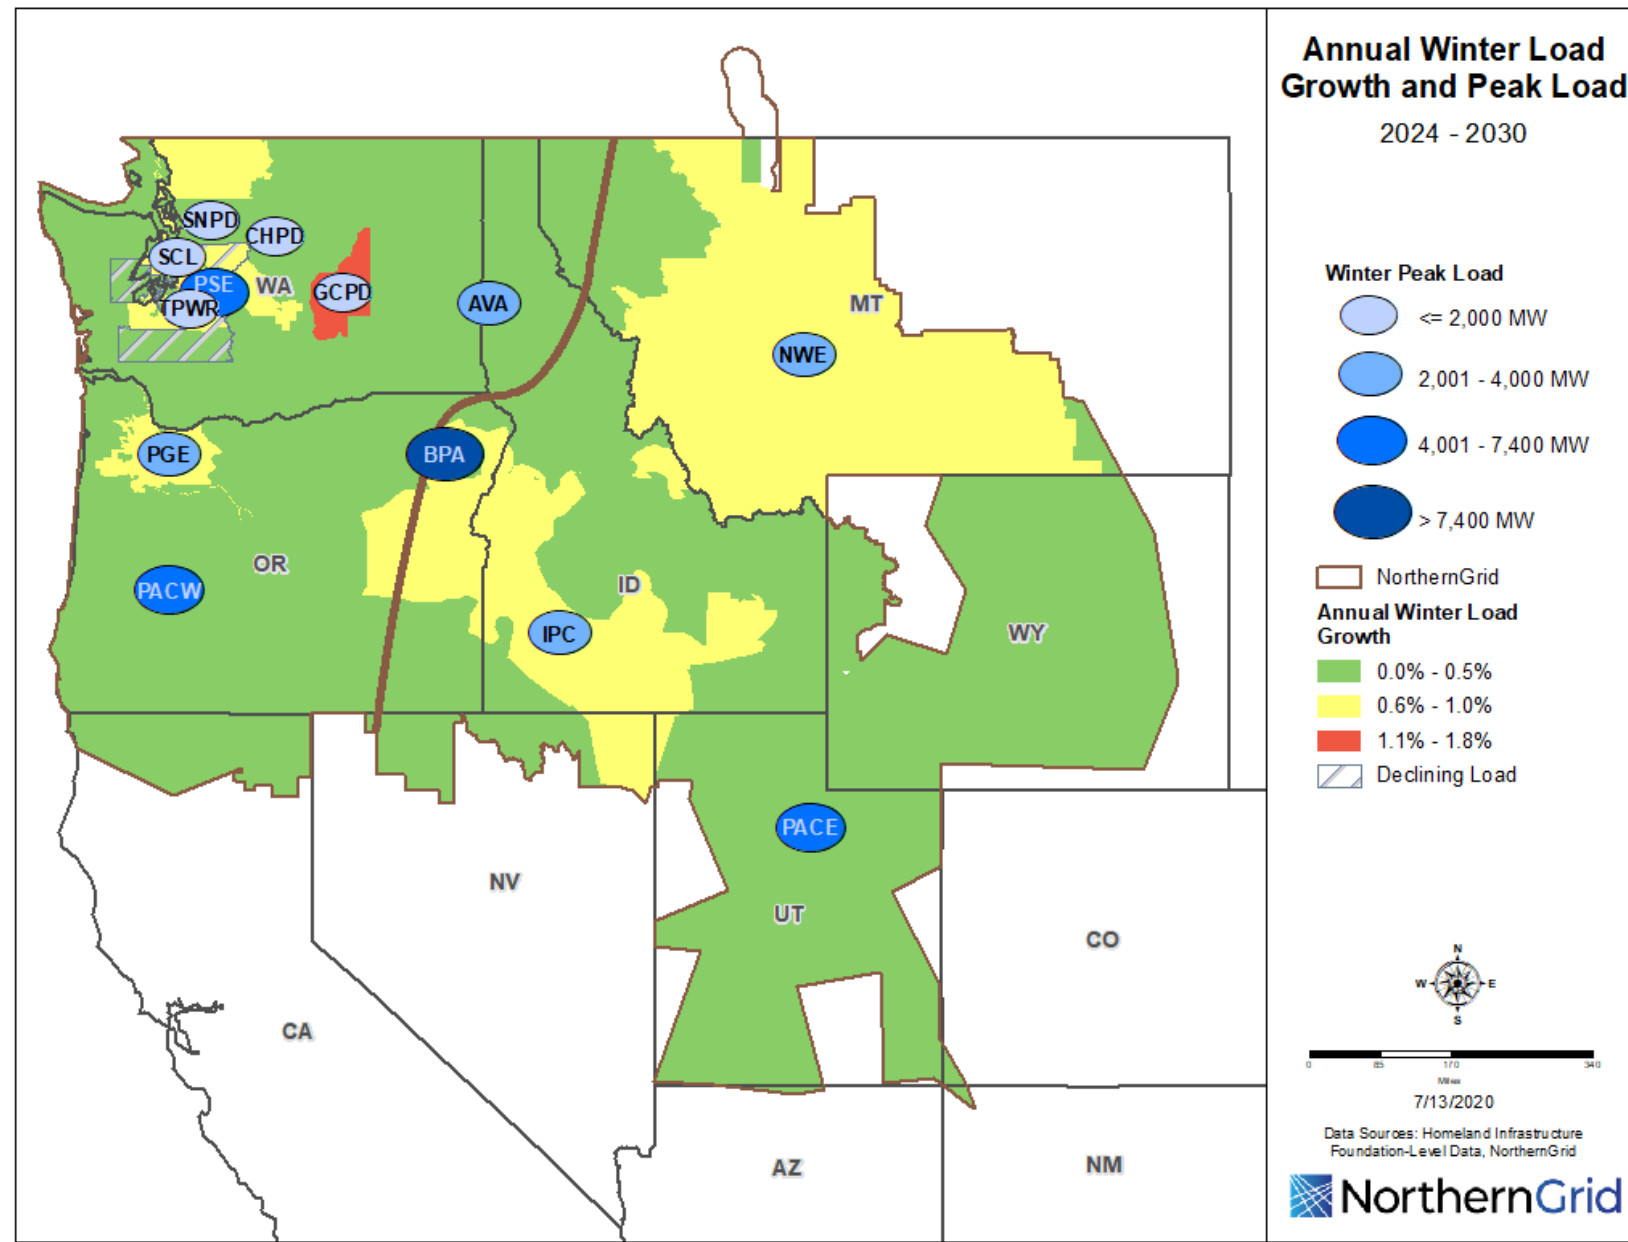 Annual Winter Load
Growth and Peak Load
2024 - 2030
SNPD
CHPD
SCL
PSE
WA
GCPD
TPWR
AVA
MT
NWE
PGE
BPA
OR
PACW
ID
IPC
WY
PACE
NV
UT
CO
CA
AZ
NM
Winter Peak Load
<= 2,000 MW
2,001 - 4,000 MW
4,001 - 7,400 MW
> 7,400 MW
NorthernGrid
Annual Winter Load
Growth
0.0% - 0.5%
0.6% - 1.0%
1.1% - 1.8%
Declining Load
N
W E
S
0 85 170 340
Miles
7/13/2020
Data Sources: Homeland Infrastructure
Foundation-Level Data, NorthernGrid
NorthernGrid